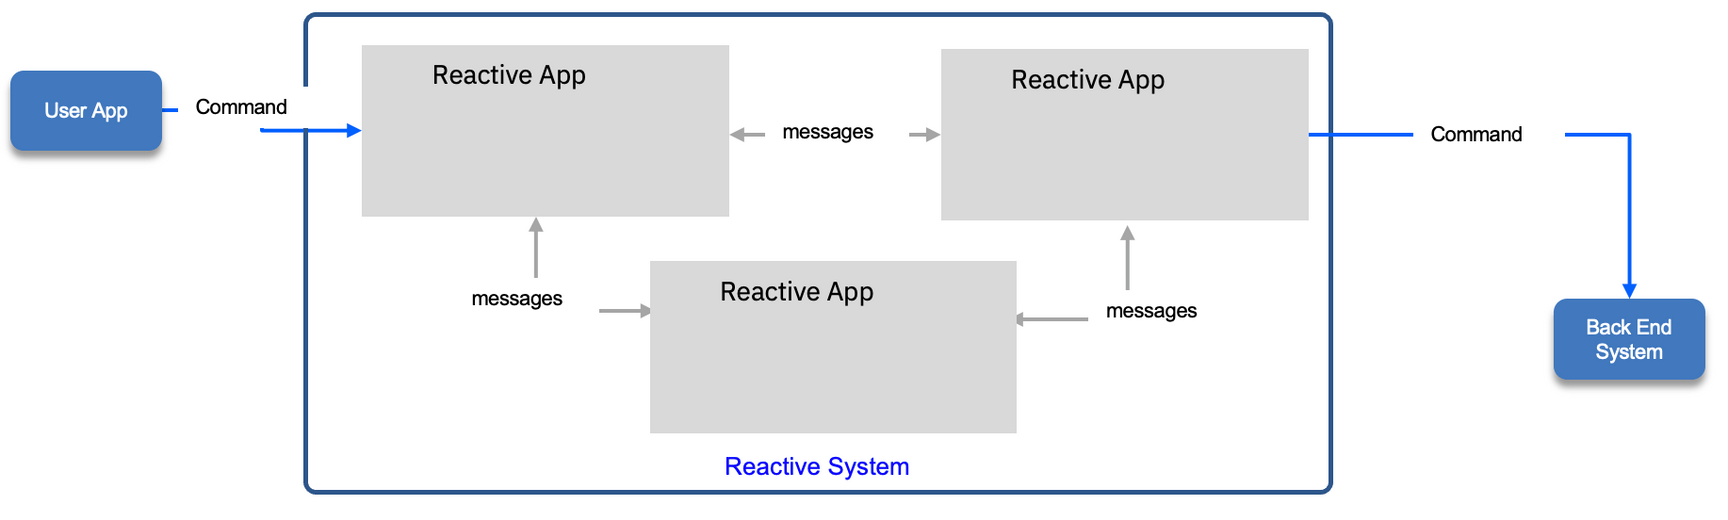 Reactive App
Reactive App
User App
Command
messages
Command
messages
Reactive App
messages
Back End
System
Reactive System